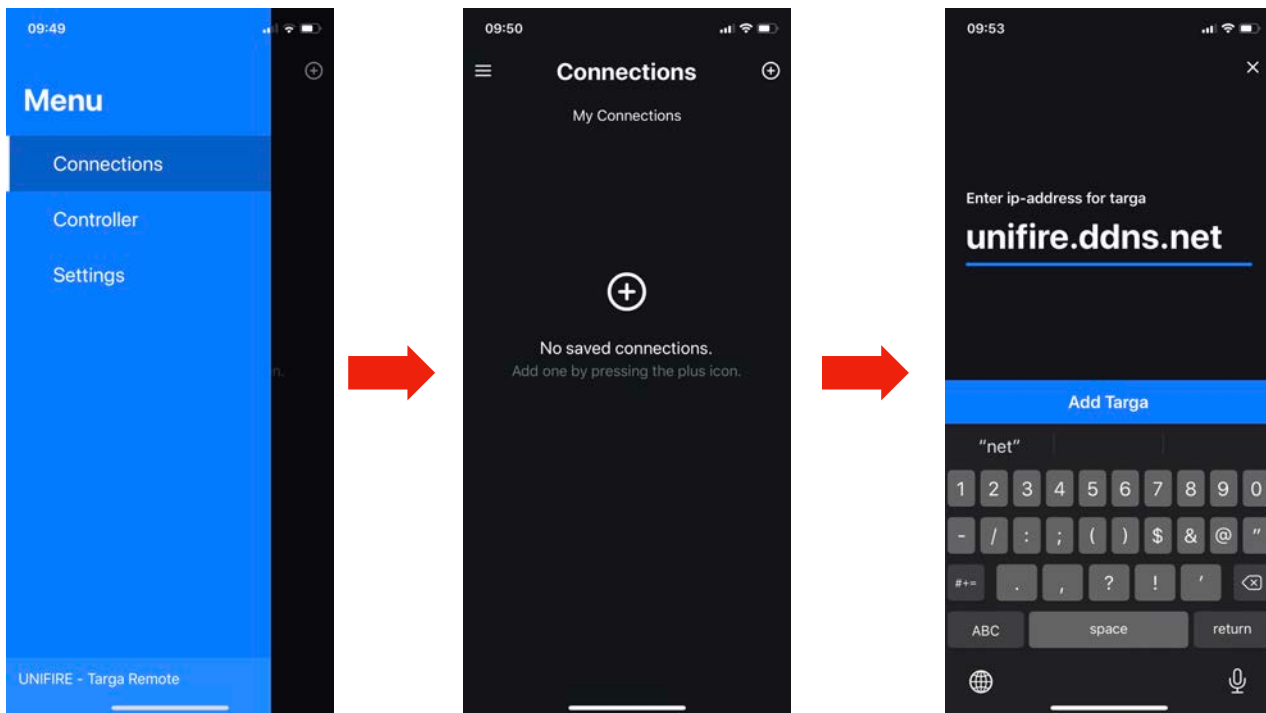 09:49
Menu
Connections
Controller
Settings
n.
UNIFIRE - Targa Remote
09:50
Connections
My Connections
No saved connections.
Add one by pressing the plus icon.
09:53
Enter ip-address for targa
unifire.ddns.net
Add Targa
"net"
1 2 3 4 5 6 7 8 9 0
- / : ; ( ) $ & @ "
#+= . , ? ! '
ABC space return